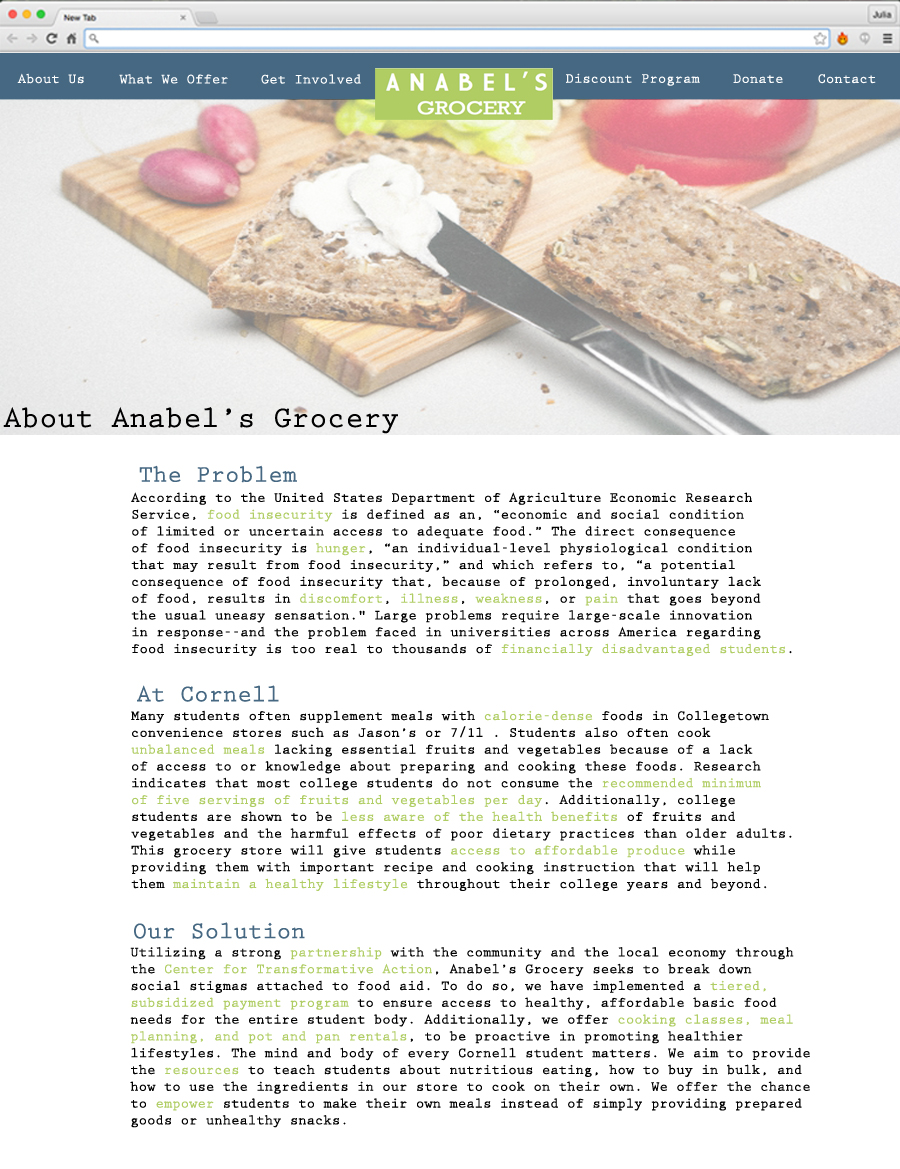 New Tab
Julia
About Us What We Offer Get Involved ANABEL'S Discount Program Donate Contact
GROCERY
About Anabel's Grocery
The Problem
According to the United States Department of Agriculture Economic Research
Service, food insecurity is defined as an, “economic and social condition
of limited or uncertain access to adequate food.” The direct consequence
of food insecurity is hunger, “an individual-level physiological condition
that may result from food insecurity,” and which refers to, “a potential
consequence of food insecurity that, because of prolonged, involuntary lack
of food, results in discomfort, illness, weakness, or pain that goes beyond
the usual uneasy sensation." Large problems require large-scale innovation
in response--and the problem faced in universities across America regarding
food insecurity is too real to thousands of financially disadvantaged students.
At Cornell
Many students often supplement meals with calorie-dense foods in Collegetown
convenience stores such as Jason's or 7/11 . Students also often cook
unbalanced meals lacking essential fruits and vegetables because of a lack
of access to or knowledge about preparing and cooking these foods. Research
indicates that most college students do not consume the recommended minimum
of five servings of fruits and vegetables per day. Additionally, college
students are shown to be less aware of the health benefits of fruits and
vegetables and the harmful effects of poor dietary practices than older adults.
This grocery store will give students access to affordable produce while
providing them with important recipe and cooking instruction that will help
them maintain a healthy lifestyle throughout their college years and beyond.
Our Solution
Utilizing a strong partnership with the community and the local economy through
the Center for Transformative Action, Anabel's Grocery seeks to break down
social stigmas attached to food aid. To do so, we have implemented a tiered,
subsidized payment program to ensure access to healthy, affordable basic food
needs for the entire student body. Additionally, we offer cooking classes, meal
planning, and pot and pan rentals, to be proactive in promoting healthier
lifestyles. The mind and body of every Cornell student matters. We aim to provide
the resources to teach students about nutritious eating, how to buy in bulk, and
how to use the ingredients in our store to cook on their own. We offer the chance
to empower students to make their own meals instead of simply providing prepared
goods or unhealthy snacks.